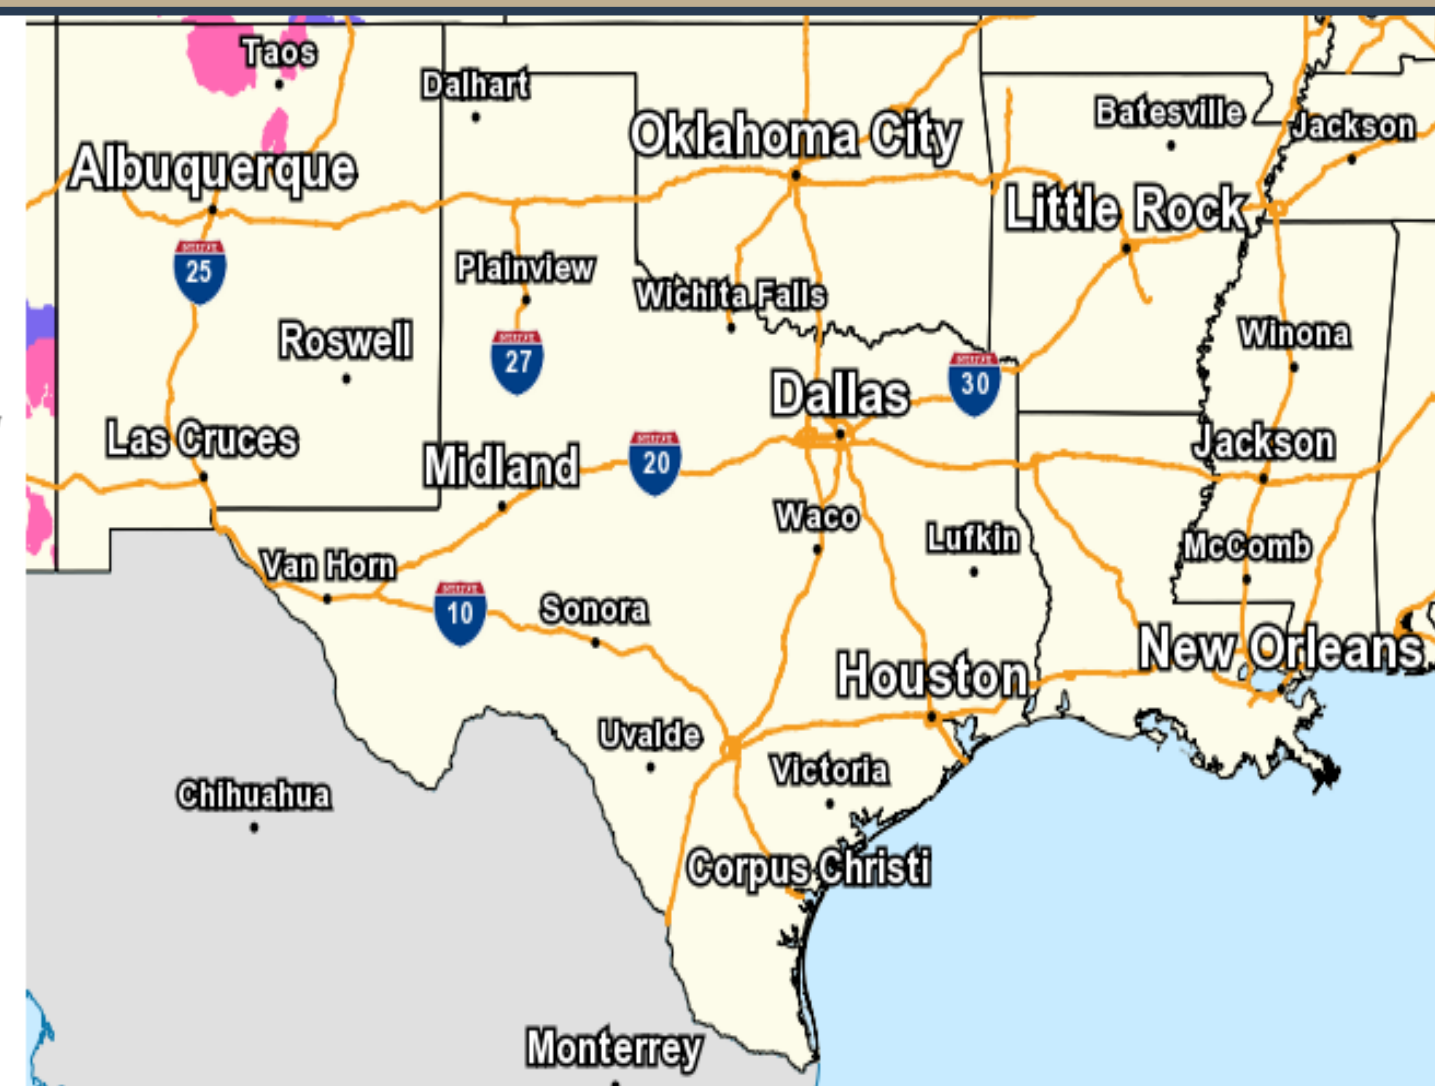 Taos
Dalhart
Batesville
Oklahoma City
Jackson
Albuquerque
Little Rock
25
Plainview
Wichita Falls
Roswell
Winona
27
30
Dallas
Las Cruces
Jackson
20
Midland
Waco
Lufkin
McComb
Van Horn
10
Sonora
New Orleans
Houston
Uvalde
Victoria
Chihuahua
Corpus Christi
Monterrey